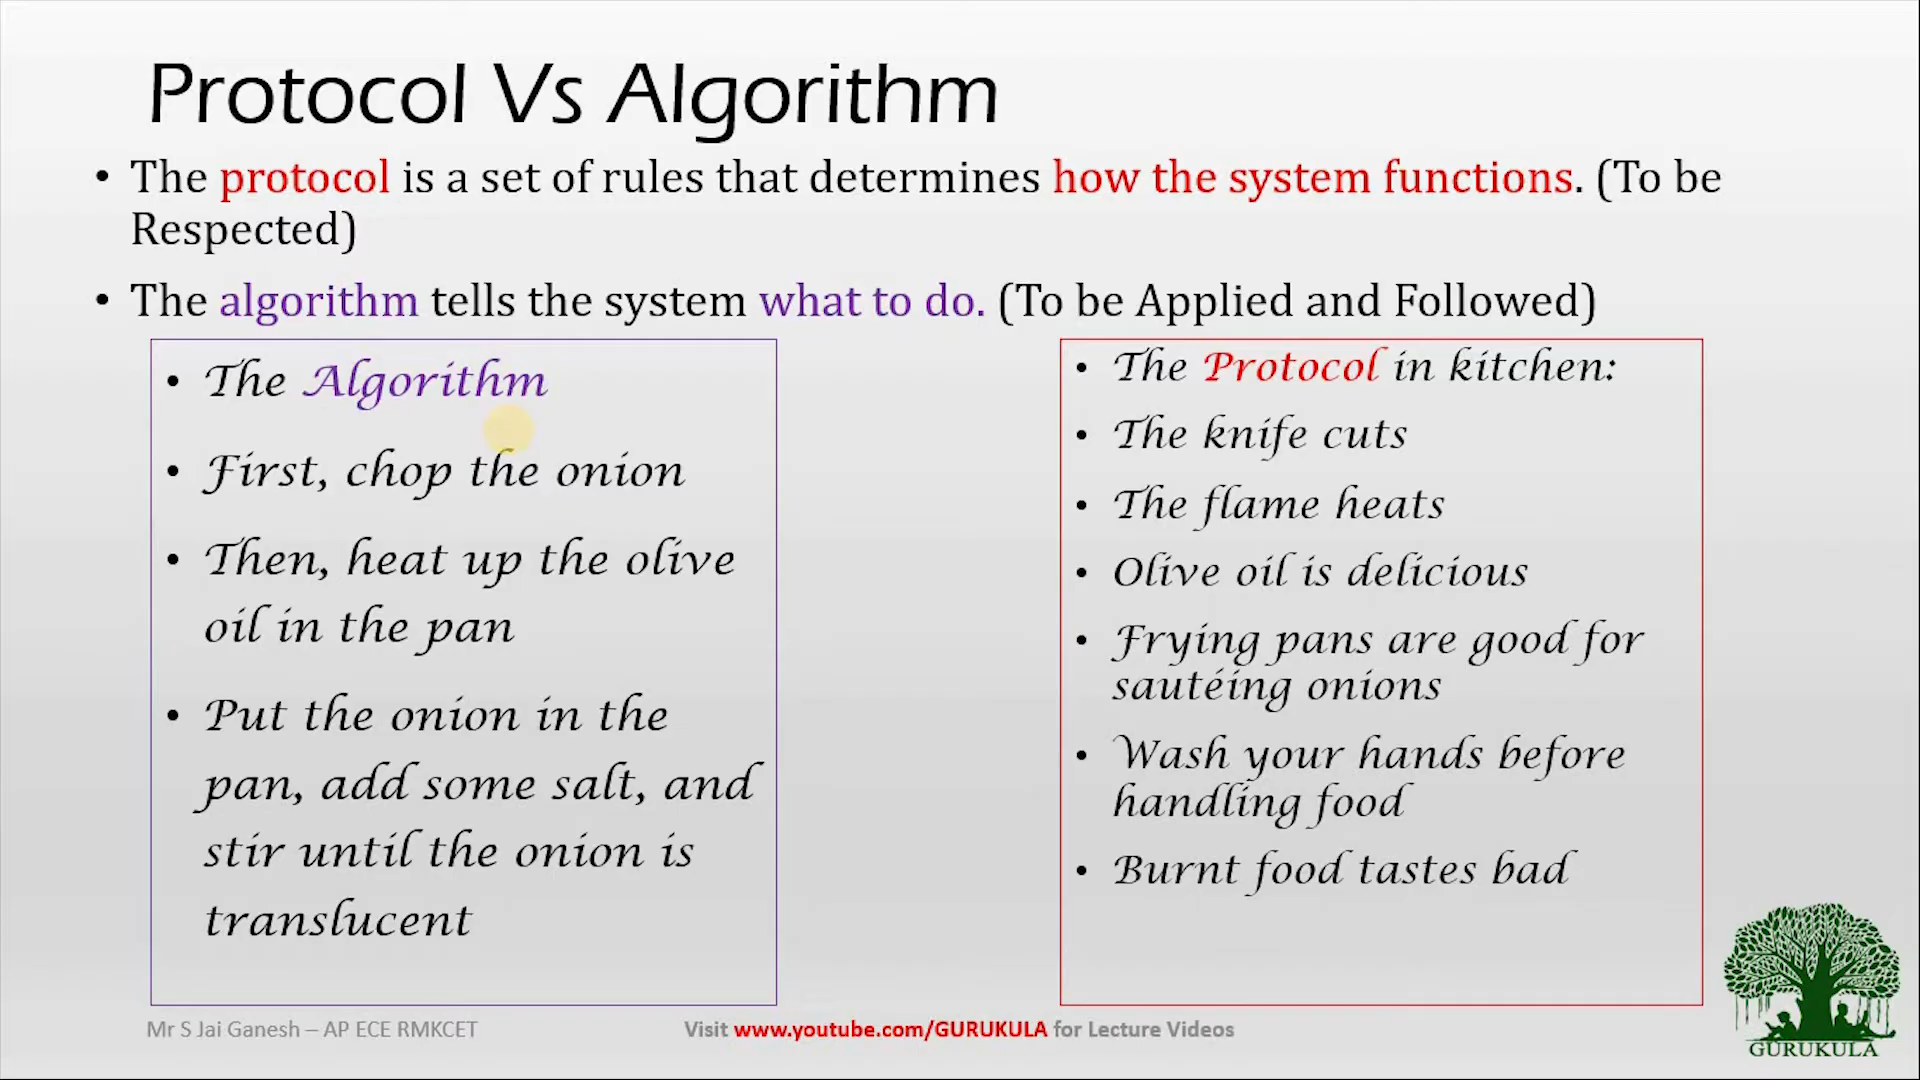 Protocol Vs Algorithm
• The protocol is a set of rules that determines how the system functions. (To be
Respected)
• The algorithm tells the system what to do. (To be Applied and Followed)
• The Algorithm
• First, chop the onion
• Then, heat up the olive
oil in the pan
• Put the onion in the
pan, add some salt, and
stir until the onion is
translucent
• The Protocol in kitchen:
• The knife cuts
• The flame heats
• Olive oil is delicious
• Frying pans are good for
sautéing onions
• Wash your hands before
handling food
• Burnt food tastes bad
Mr S Jai Ganesh – AP ECE RMKCET
Visit www.youtube.com/GURUKULA for Lecture Videos
GURUKULA